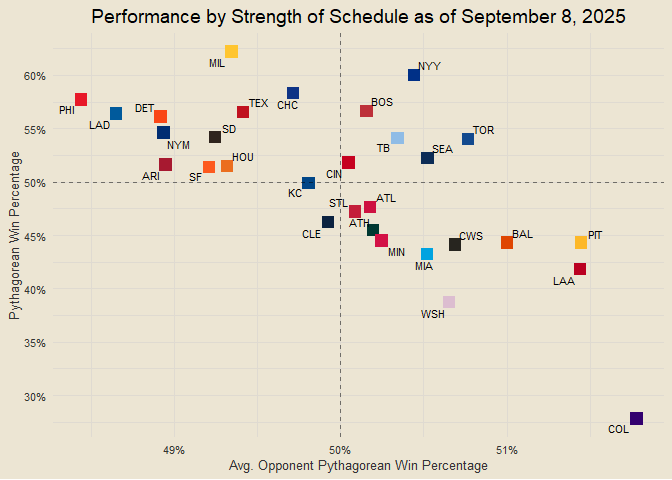 Performance by Strength of Schedule as of September 8, 2025
MIL
NYY
60%
PHI
LAD
DET
TEX
CHC
BOS
55%
NYM
SD
TB
SEA
TOR
ARI
SF
HOU
CIN
50%
KC
STL
ATL
CLE
ATH
45%
MIN
MIA
CWS
BAL
PIT
LAA
40%
WSH
35%
30%
COL
Pythagorean Win Percentage
49%
50%
51%
Avg. Opponent Pythagorean Win Percentage